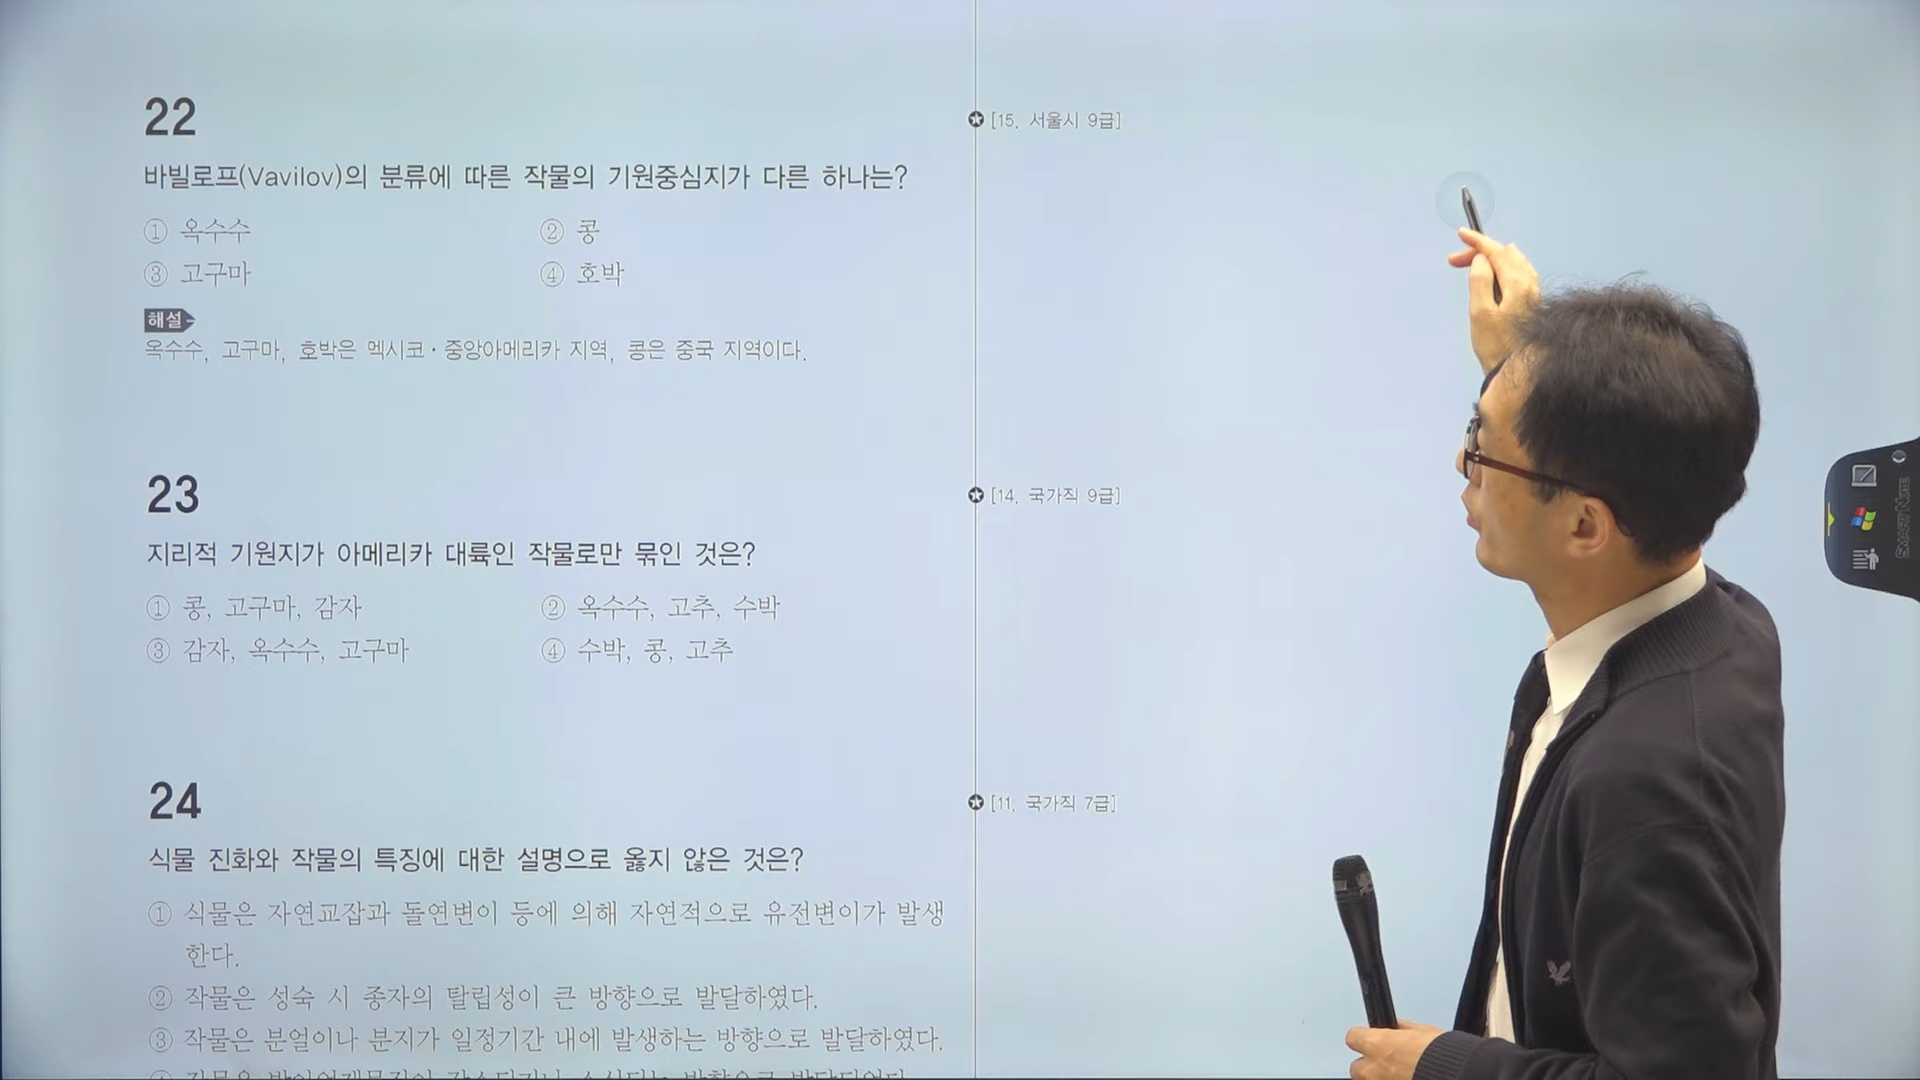 22
[15. 서울시 9급]
바빌로프(Vavilov)의 분류에 따른 작물의 기원중심지가 다른 하나는?
① 옥수수 ② 콩
③ 고구마 ④ 호박
해설
옥수수, 고구마, 호박은 멕시코·중앙아메리카 지역, 콩은 중국 지역이다.
23
[14. 국가직 9급]
지리적 기원지가 아메리카 대륙인 작물로만 묶인 것은?
① 콩, 고구마, 감자 ② 옥수수, 고추, 수박
③ 감자, 옥수수, 고구마 ④ 수박, 콩, 고추
24
[11. 국가직 7급]
식물 진화와 작물의 특징에 대한 설명으로 옳지 않은 것은?
① 식물은 자연교잡과 돌연변이 등에 의해 자연적으로 유전변이가 발생
한다.
② 작물은 성숙 시 종자의 탈립성이 큰 방향으로 발달하였다.
③ 작물은 분얼이나 분지가 일정기간 내에 발생하는 방향으로 발달하였다.